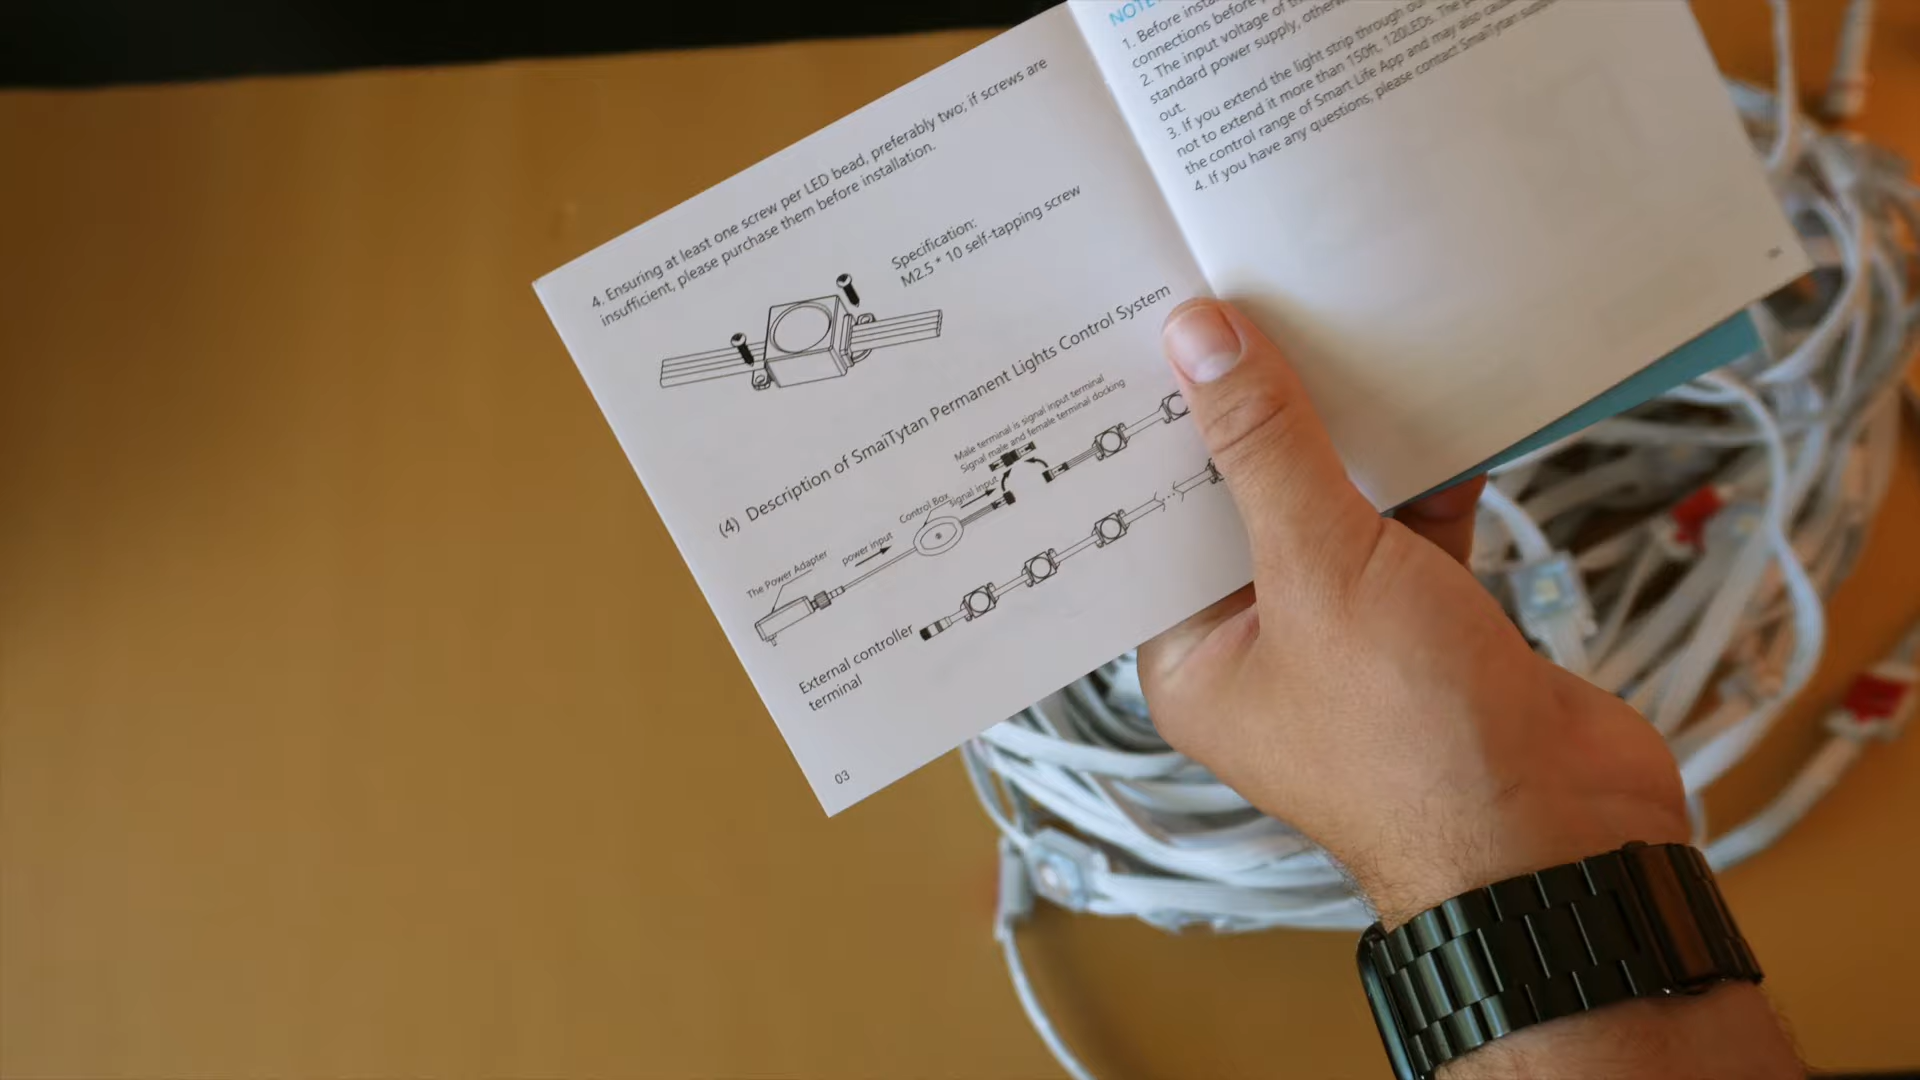 4. Ensuring at least one screw per LED bead, preferably two; if screws are
insufficient, please purchase them before installation.
Specification:
M2.5 * 10 self-tapping screw
(4) Description of SmaiTytan Permanent Lights Control System
Male terminal is signal input terminal
Signal male and female terminal docking
signal input
Control Box
power input
The Power Adapter
External controller
terminal
03
NOTE
1. Before
connections before
2. The input voltage of
standard power supply,
out.
3. If you extend the light strip through
not to extend it more than 150ft, 120LEDs. The
the control range of Smart Life App and may also
4. If you have any questions, please contact SmaiTytan